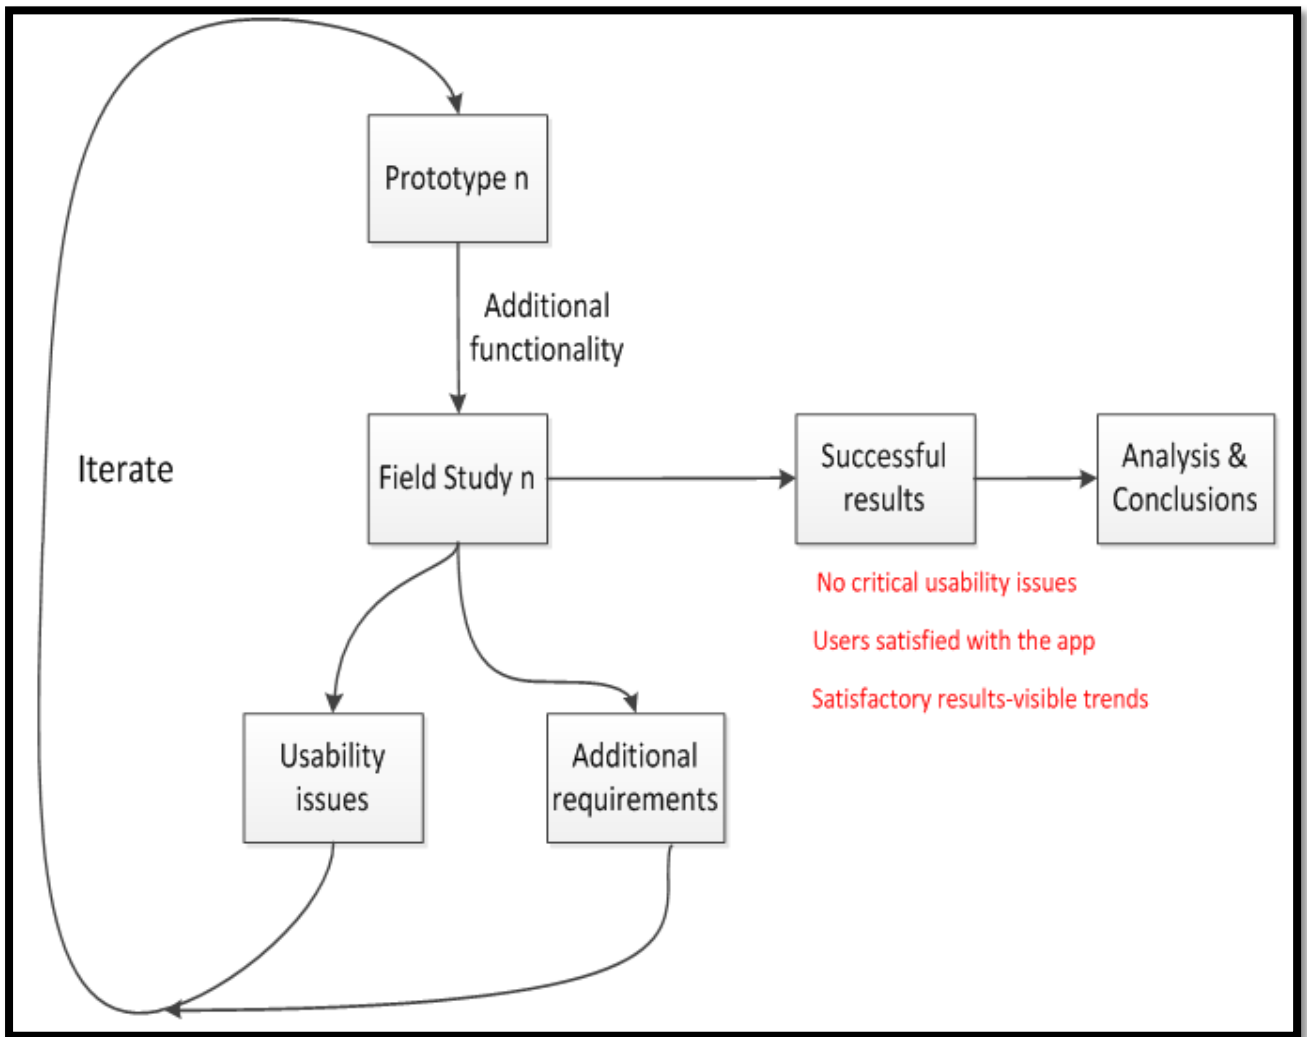 Prototype n
Additional
functionality
Iterate
Field Study n
Successful
results
Analysis &
Conclusions
No critical usability issues
Users satisfied with the app
Satisfactory results-visible trends
Usability
issues
Additional
requirements